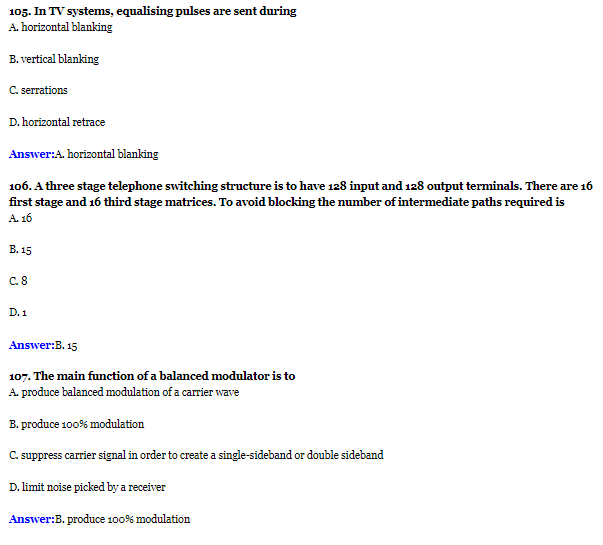 105. In TV systems, equalising pulses are sent during
A. horizontal blanking
B. vertical blanking
C. serrations
D. horizontal retrace
Answer:A. horizontal blanking
106. A three stage telephone switching structure is to have 128 input and 128 output terminals. There are 16
first stage and 16 third stage matrices. To avoid blocking the number of intermediate paths required is
A. 16
B. 15
C. 8
D. 1
Answer:B. 15
107. The main function of a balanced modulator is to
A. produce balanced modulation of a carrier wave
B. produce 100% modulation
C. suppress carrier signal in order to create a single-sideband or double sideband
D. limit noise picked by a receiver
Answer:B. produce 100% modulation